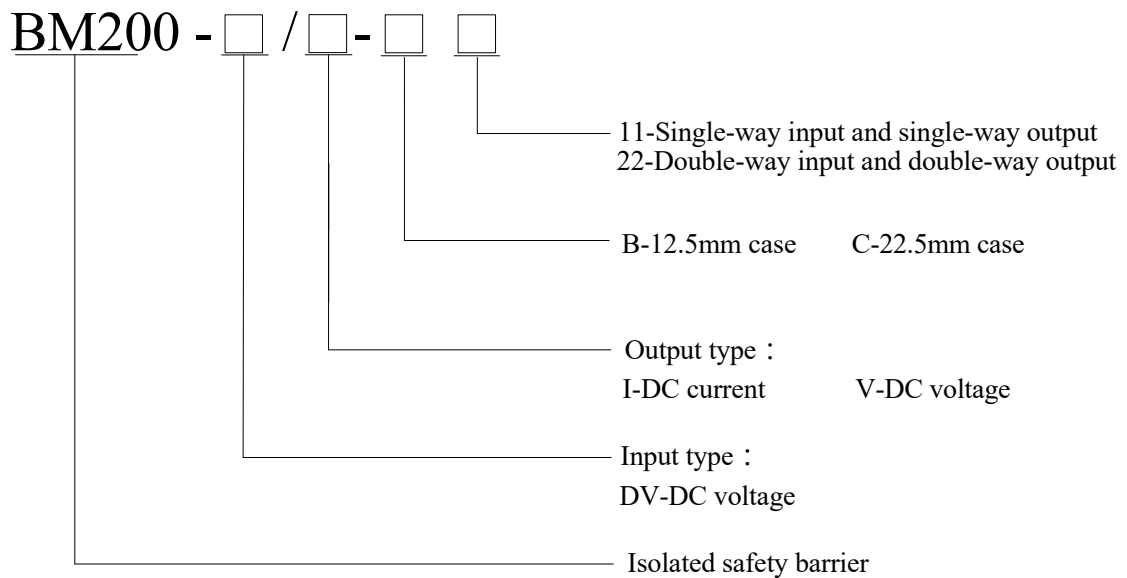 BM200 - □ / □ - □ □
11-Single-way input and single-way output
22-Double-way input and double-way output
B-12.5mm case C-22.5mm case
Output type：
I-DC current V-DC voltage
Input type：
DV-DC voltage
Isolated safety barrier